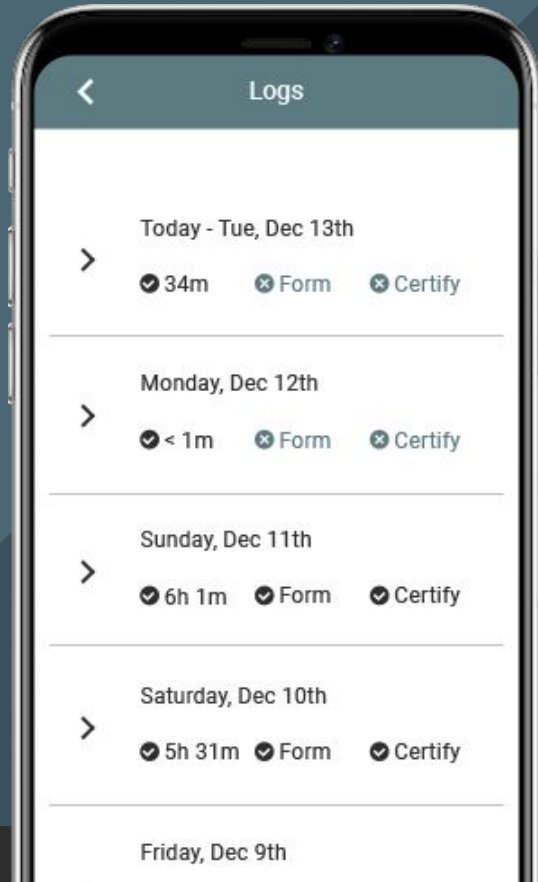 Logs
Today - Tue, Dec 13th
34m Form Certify
Monday, Dec 12th
< 1m Form Certify
Sunday, Dec 11th
6h 1m Form Certify
Saturday, Dec 10th
5h 31m Form Certify
Friday, Dec 9th